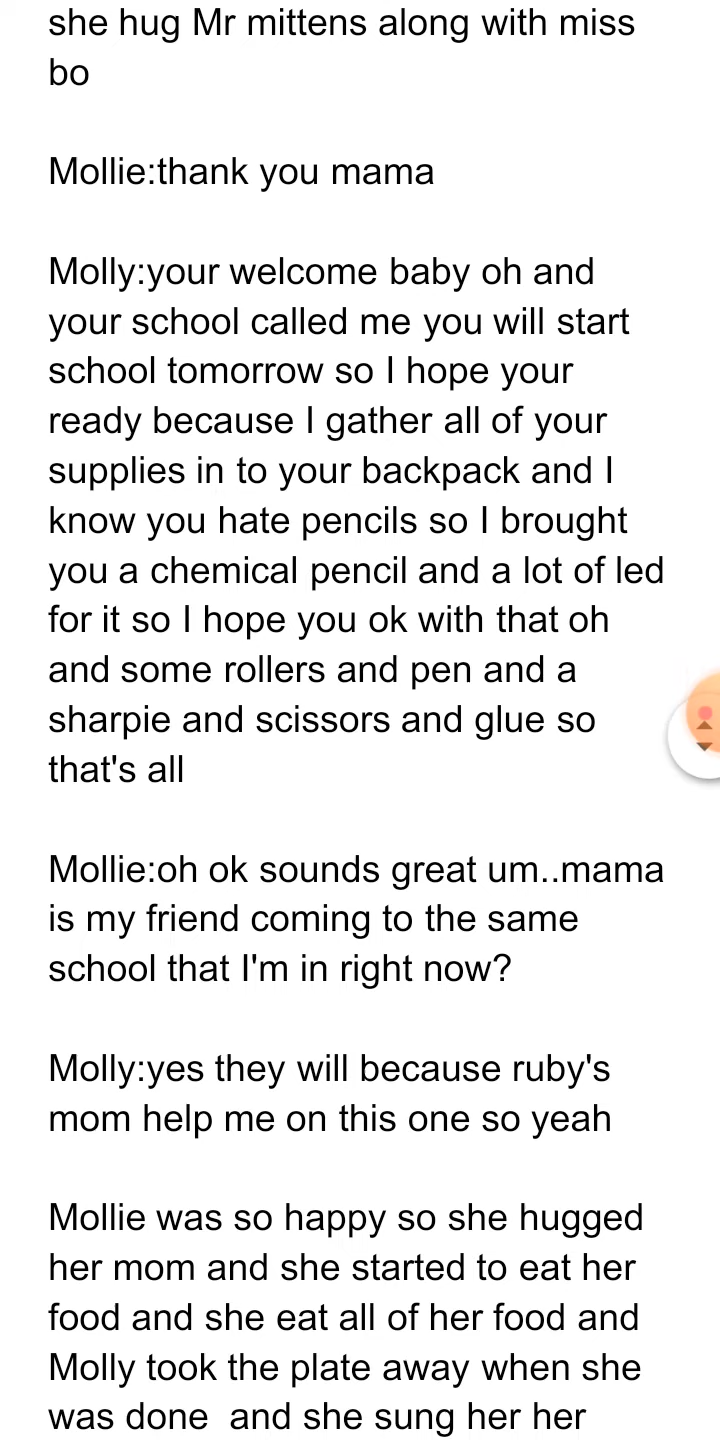 she hug Mr mittens along with miss
bo
Mollie:thank you mama
Molly:your welcome baby oh and
your school called me you will start
school tomorrow so I hope your
ready because I gather all of your
supplies in to your backpack and I
know you hate pencils so I brought
you a chemical pencil and a lot of led
for it so I hope you ok with that oh
and some rollers and pen and a
sharpie and scissors and glue so
that's all
Mollie:oh ok sounds great um..mama
is my friend coming to the same
school that I'm in right now?
Molly:yes they will because ruby's
mom help me on this one so yeah
Mollie was so happy so she hugged
her mom and she started to eat her
food and she eat all of her food and
Molly took the plate away when she
was done  and she sung her her